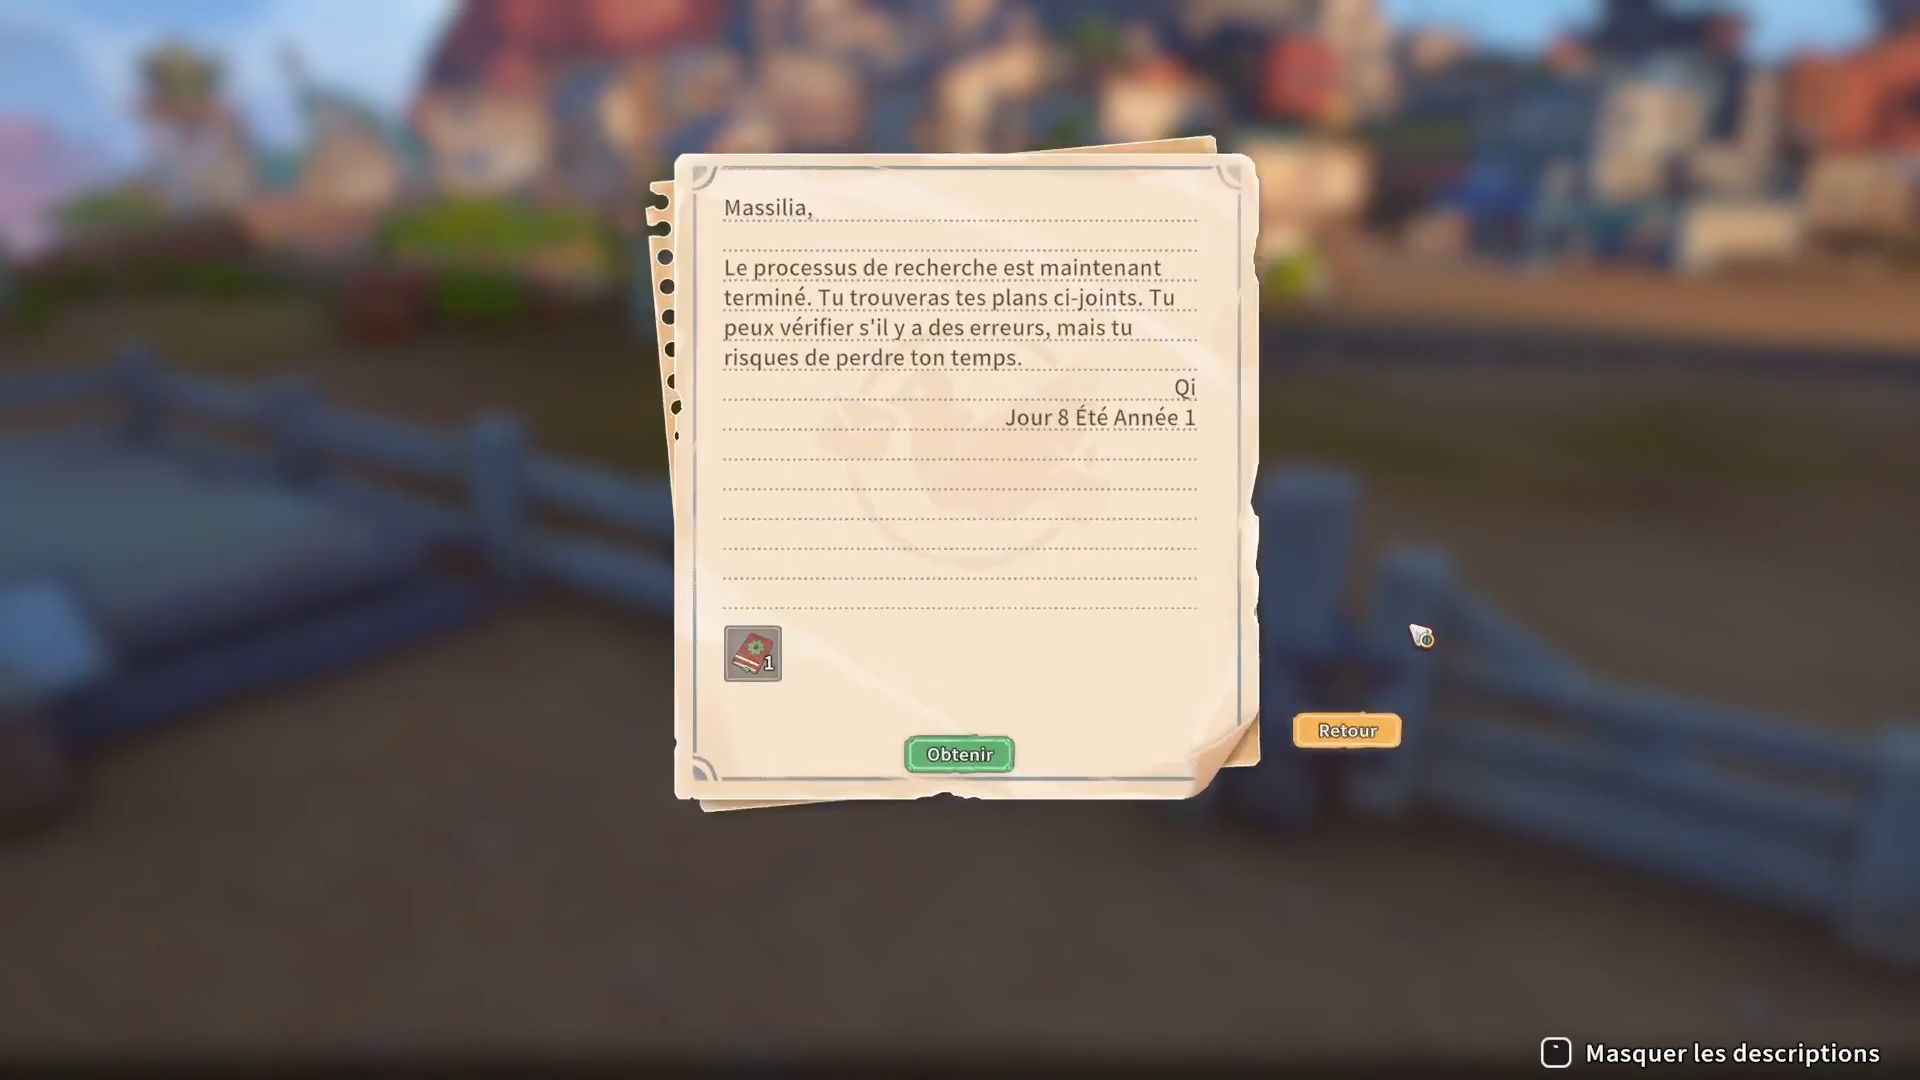 Massilia,
Le processus de recherche est maintenant
terminé. Tu trouveras tes plans ci-joints. Tu
peux vérifier s'il y a des erreurs, mais tu
risques de perdre ton temps.
Qi
Jour 8 Été Année 1
1
Obtenir
Retour
Masquer les descriptions